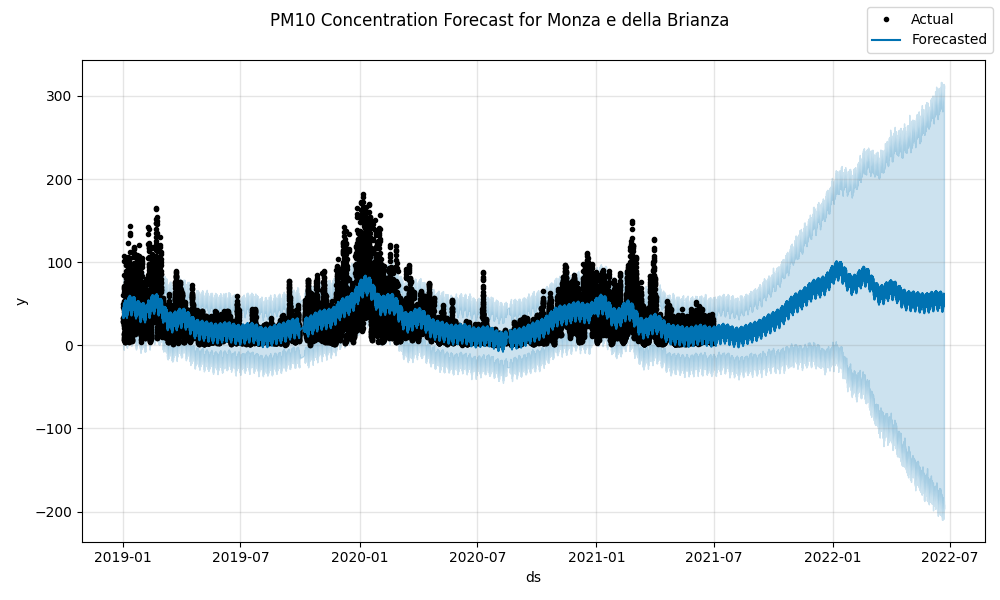 PM10 Concentration Forecast for Monza e della Brianza
Actual
Forecasted
300
200
100
0
−100
−200
y
2019-01 2019-07 2020-01 2020-07 2021-01 2021-07 2022-01 2022-07
ds